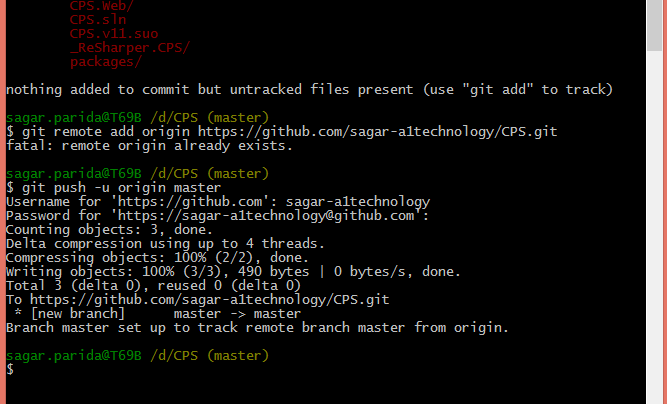 CPS.Web/
CPS.sln
CPS.v11.suo
_ReSharper.CPS/
packages/
nothing added to commit but untracked files present (use "git add" to track)
sagar.parida@T69B /d/CPS (master)
$ git remote add origin https://github.com/sagar-a1technology/CPS.git
fatal: remote origin already exists.
sagar.parida@T69B /d/CPS (master)
$ git push -u origin master
Username for 'https://github.com': sagar-a1technology
Password for 'https://sagar-a1technology@github.com':
Counting objects: 3, done.
Delta compression using up to 4 threads.
Compressing objects: 100% (2/2), done.
Writing objects: 100% (3/3), 490 bytes | 0 bytes/s, done.
Total 3 (delta 0), reused 0 (delta 0)
To https://github.com/sagar-a1technology/CPS.git
 * [new branch]      master -> master
Branch master set up to track remote branch master from origin.
sagar.parida@T69B /d/CPS (master)
$